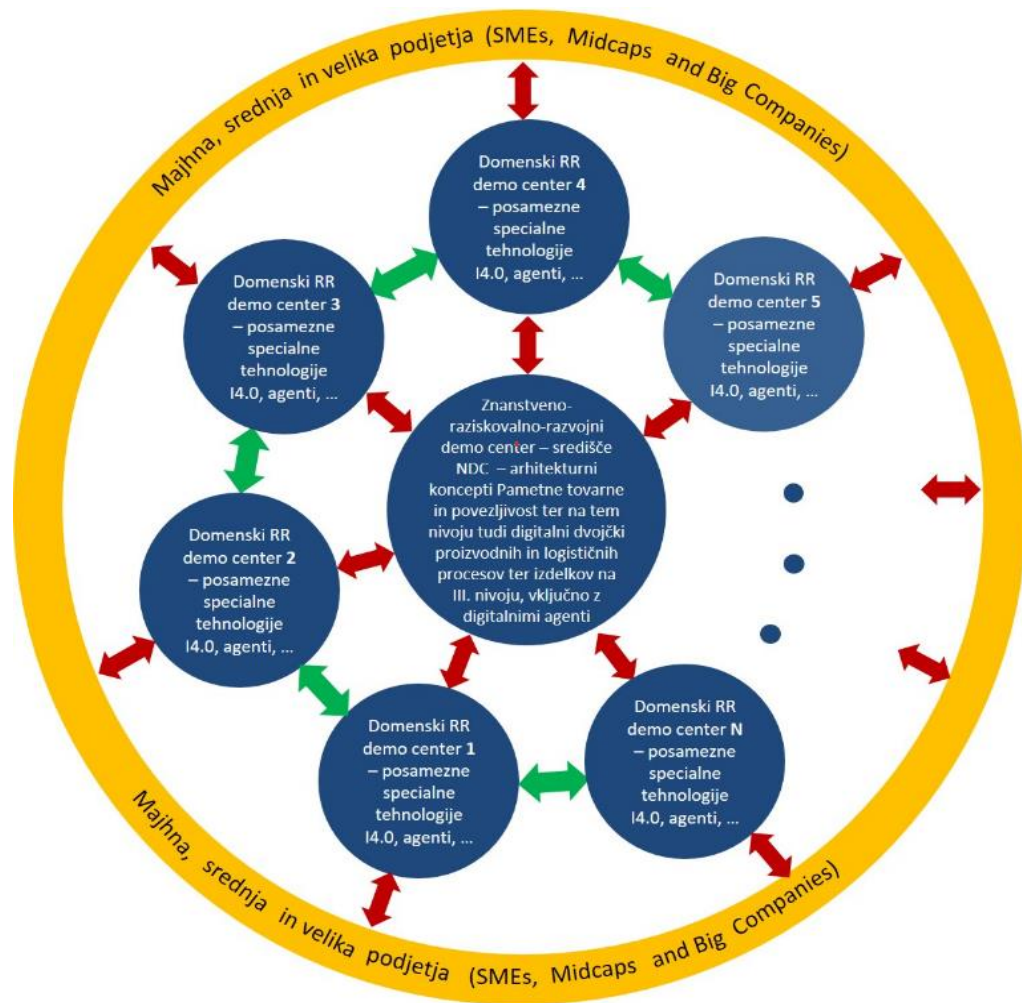 Majhna, srednja in velika podjetja (SMEs, Midcaps and Big Companies)
Domenski RR
demo center 4
– posamezne
specialne
tehnologije
I4.0, agenti, ...
Domenski RR
demo center 3
– posamezne
specialne
tehnologije
I4.0, agenti, ...
Domenski RR
demo center 5
– posamezne
specialne
tehnologije
I4.0, agenti, ...
Znanstveno-
raziskovalno-razvojni
demo center – središče
NDC – arhitekturni
koncepti Pametne tovarne
in povezljivost ter na tem
nivoju tudi digitalni dvojčki
proizvodnih in logističnih
procesov ter izdelkov na
III. nivoju, vključno z
digitalnimi agenti
Domenski RR
demo center 2
– posamezne
specialne
tehnologije
I4.0, agenti, ...
Domenski RR
demo center 1
– posamezne
specialne
tehnologije
I4.0, agenti, ...
Domenski RR
demo center N
– posamezne
specialne
tehnologije
I4.0, agenti, ...
Majhna, srednja in velika podjetja (SMEs, Midcaps and Big Companies)